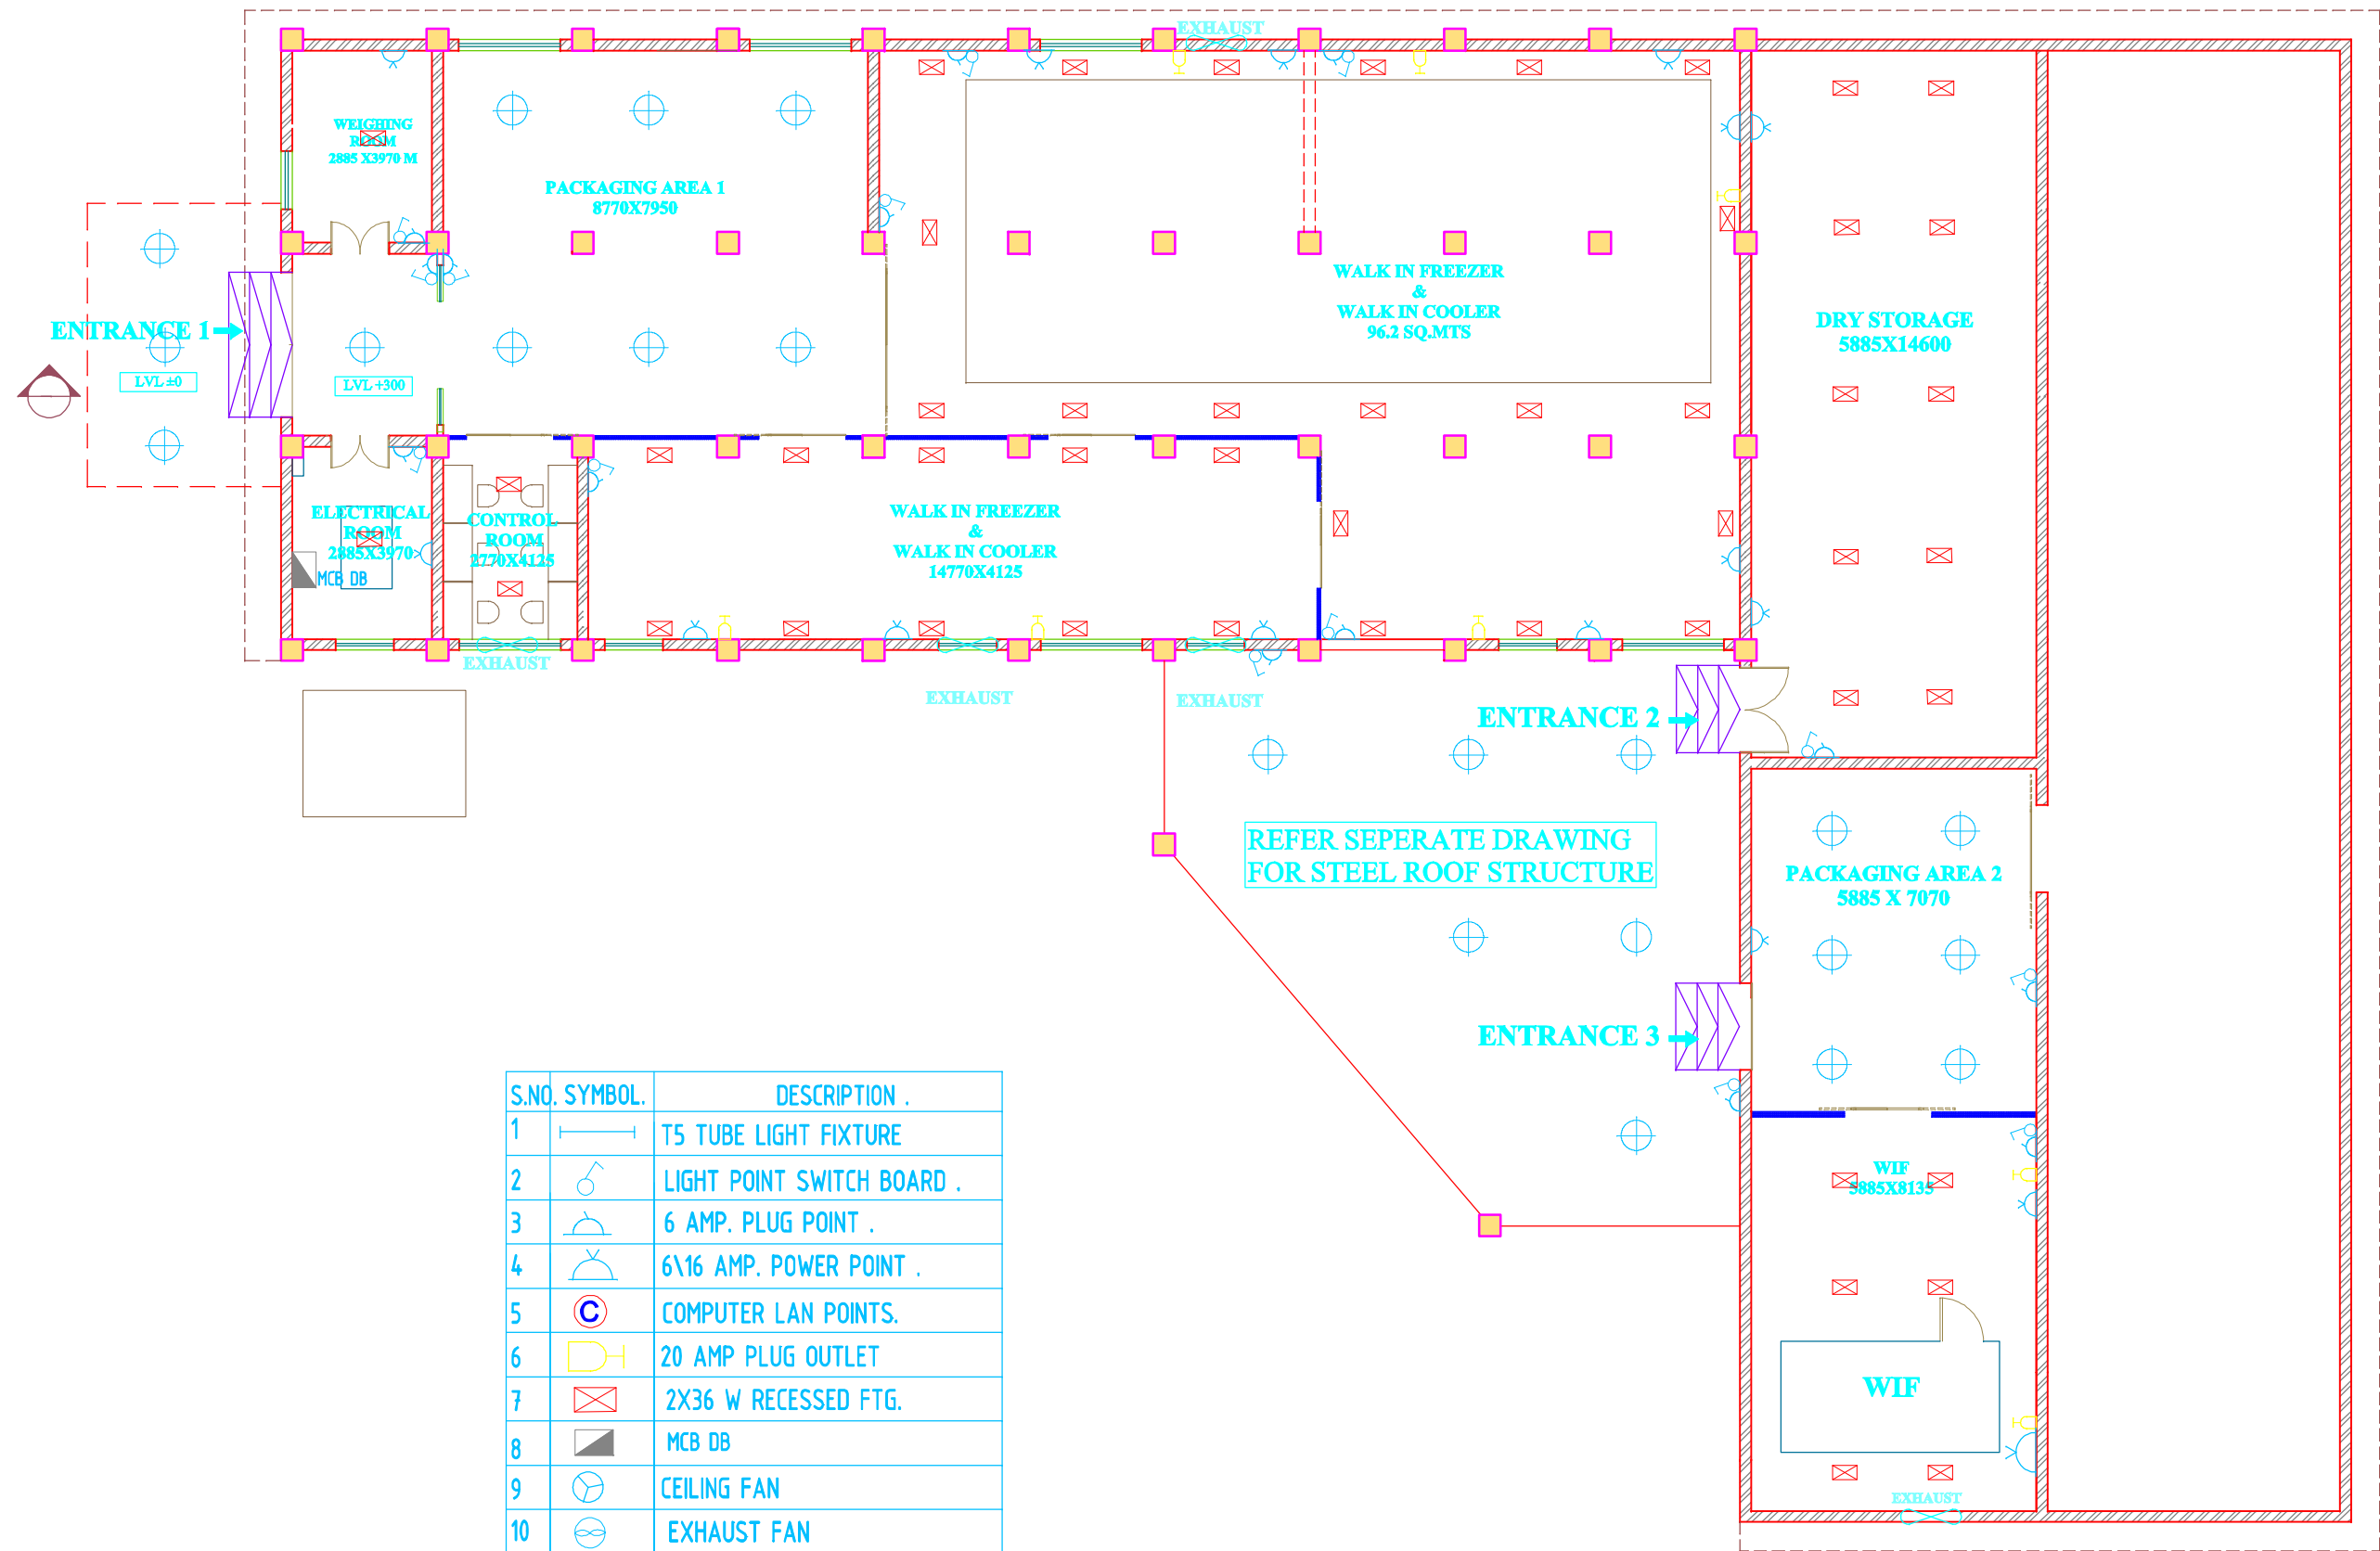 EXHAUST
WEIGHING
ROOM
2885 X3970 M
PACKAGING AREA 1
8770X7950
WALK IN FREEZER
&
WALK IN COOLER
96.2 SQ.MTS
DRY STORAGE
5885X14600
ENTRANCE 1
LVL ±0
LVL +300
ELECTRICAL
ROOM
2885X3970
MCB DB
CONTROL
ROOM
2770X4125
WALK IN FREEZER
&
WALK IN COOLER
14770X4125
EXHAUST
EXHAUST
EXHAUST
ENTRANCE 2
REFER SEPERATE DRAWING
FOR STEEL ROOF STRUCTURE
PACKAGING AREA 2
5885 X 7070
ENTRANCE 3
WIF
5885X8135
WIF
EXHAUST
S.NO. SYMBOL. DESCRIPTION .
1 T5 TUBE LIGHT FIXTURE
2 LIGHT POINT SWITCH BOARD .
3 6 AMP. PLUG POINT .
4 6\16 AMP. POWER POINT .
5 C COMPUTER LAN POINTS.
6 20 AMP PLUG OUTLET
7 2X36 W RECESSED FTG.
8 MCB DB
9 CEILING FAN
10 EXHAUST FAN